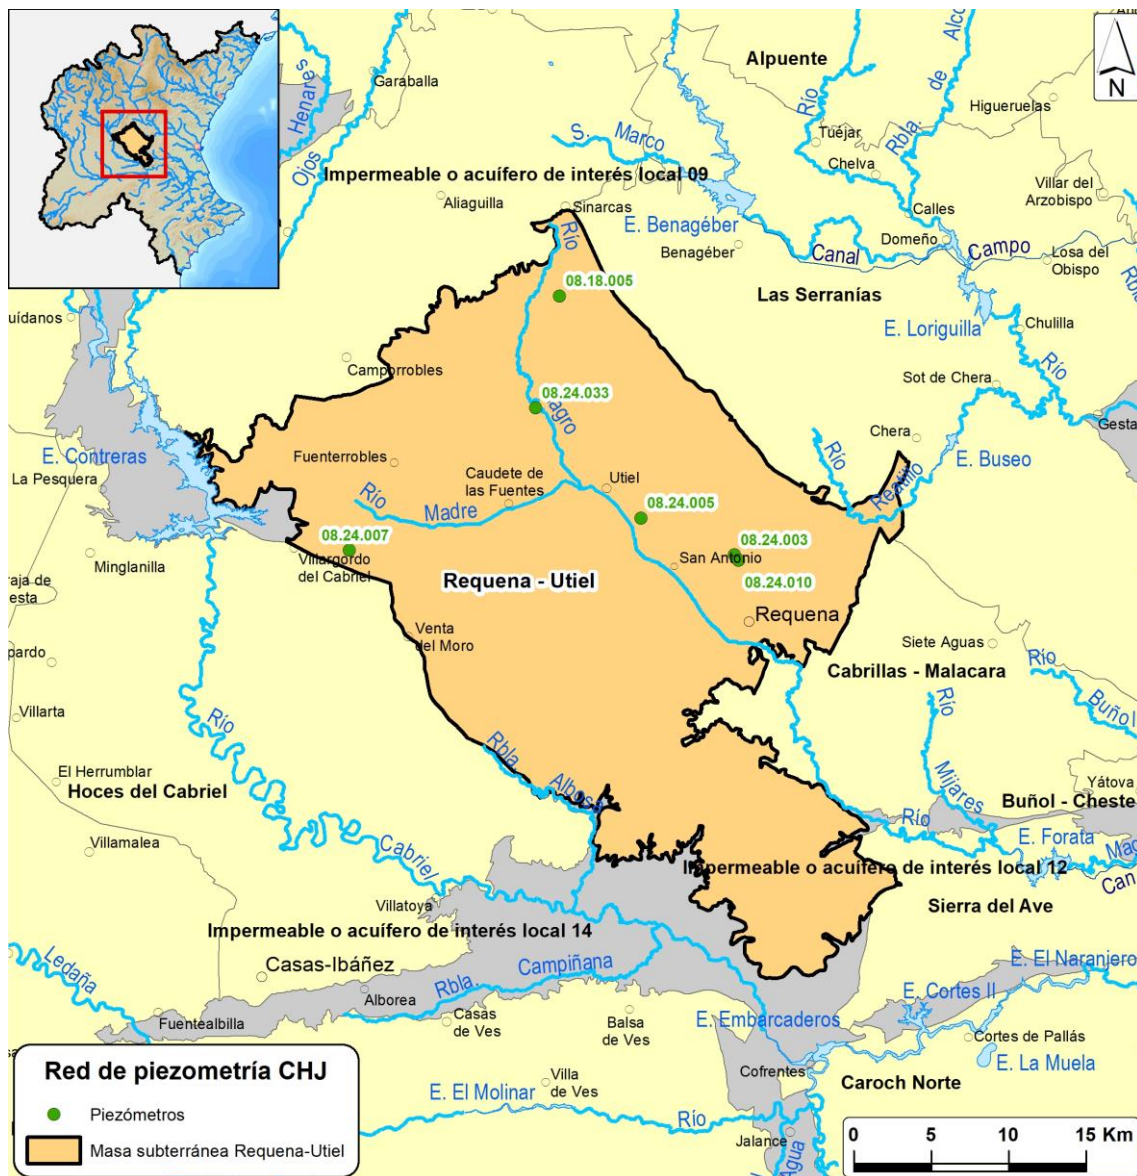 N
Garaballa
Alpuente
Henares
Ojos
Río
Rbla.
de
Higueruelas
S.
Marco
Tuéjar
Chelva
Impermeable o acuífero de interés local 09
Villar del
Arzobispo
Aliaguilla
Sinarcas
E. Benagéber
Calles
Río
Benagéber
Domeño
Canal
Campo
Losa del
Obispo
08.18.005
Las Serranías
E. Loriguilla
Chulilla
Camporrobles
Río
Sot de Chera
08.24.033
Chera
E. Contreras
La Pesquera
Fuenterrobles
Caudete de
las Fuentes
Utiel
Río
Reatillo
E. Buseo
Río
Madre
08.24.005
08.24.007
08.24.003
Minglanilla
Villargordo
del Cabriel
San Antonio
08.24.010
Requena - Utiel
Requena
Venta
del Moro
Siete Aguas
Río
Buñol
Cabrillas - Malacara
Río
Villarta
Río
Mijares
Rbla.
Albosa
El Herrumblar
Hoces del Cabriel
Yátova
Buñol - Cheste
Río
E. Forata
Villamalea
Cabriel
Impermeable o acuífero de interés local 12
Villatoya
Sierra del Ave
Impermeable o acuífero de interés local 14
Ledaña
Casas-Ibáñez
Rbla.
Campiñana
E. El Naranjero
Alborea
E. Cortes II
Fuentealbilla
Casas
de Ves
Balsa
de Ves
E. Embarcaderos
Cortes de Pallás
E. La Muela
Cofrentes
Caroch Norte
Villa
de Ves
E. El Molinar
Río
Jalance
Red de piezometría CHJ
Piezómetros
Masa subterránea Requena-Utiel
0 5 10 15 Km